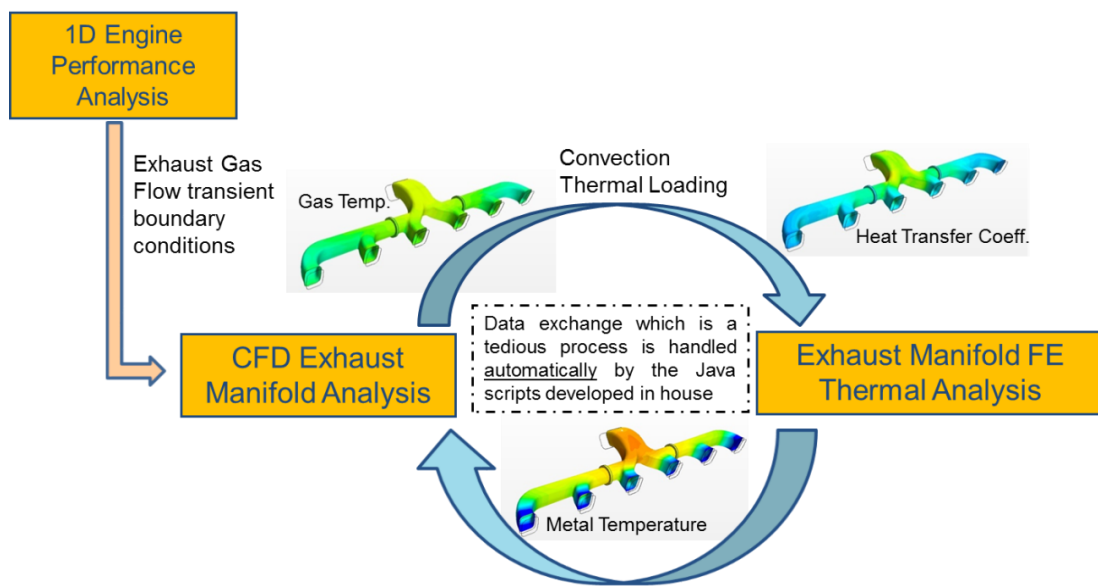 1D Engine
Performance
Analysis
Exhaust Gas
Flow transient
boundary
conditions
Gas Temp.
Convection
Thermal Loading
Heat Transfer Coeff.
CFD Exhaust
Manifold Analysis
Data exchange which is a
tedious process is handled
automatically by the Java
scripts developed in house
Exhaust Manifold FE
Thermal Analysis
Metal Temperature